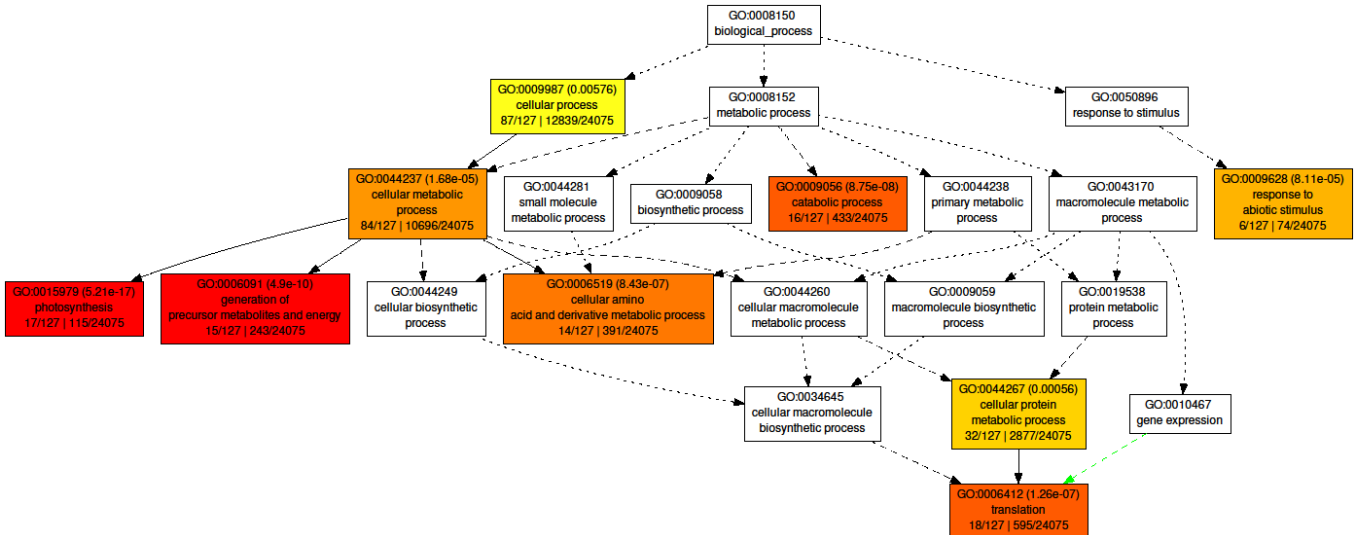 GO:0008150
biological_process
GO:0009987 (0.00576)
cellular process
87/127 | 12839/24075
GO:0008152
metabolic process
GO:0050896
response to stimulus
GO:0044237 (1.68e-05)
cellular metabolic
process
84/127 | 10696/24075
GO:0044281
small molecule
metabolic process
GO:0009058
biosynthetic process
GO:0009056 (8.75e-08)
catabolic process
16/127 | 433/24075
GO:0044238
primary metabolic
process
GO:0043170
macromolecule metabolic
process
GO:0009628 (8.11e-05)
response to
abiotic stimulus
6/127 | 74/24075
GO:0015979 (5.21e-17)
photosynthesis
17/127 | 115/24075
GO:0006091 (4.9e-10)
generation of
precursor metabolites and energy
15/127 | 243/24075
GO:0044249
cellular biosynthetic
process
GO:0006519 (8.43e-07)
cellular amino
acid and derivative metabolic process
14/127 | 391/24075
GO:0044260
cellular macromolecule
metabolic process
GO:0009059
macromolecule biosynthetic
process
GO:0019538
protein metabolic
process
GO:0034645
cellular macromolecule
biosynthetic process
GO:0044267 (0.00056)
cellular protein
metabolic process
32/127 | 2877/24075
GO:0010467
gene expression
GO:0006412 (1.26e-07)
translation
18/127 | 595/24075